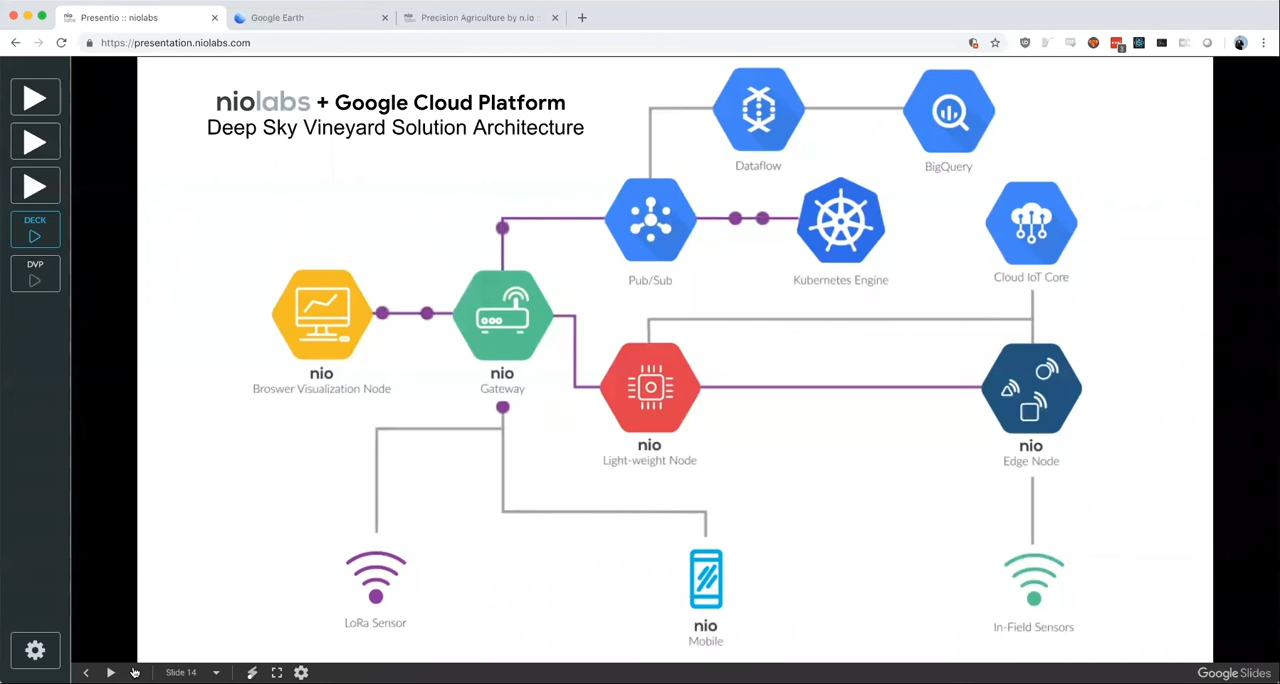 Presentio :: niolabs
Google Earth
Precision Agriculture by n.io ::
https://presentation.niolabs.com
3
DECK
DVP
niolabs + Google Cloud Platform
Deep Sky Vineyard Solution Architecture
Dataflow
BigQuery
Pub/Sub
Kubernetes Engine
Cloud IoT Core
nio
Broswer Visualization Node
nio
Gateway
nio
Light-weight Node
nio
Edge Node
LoRa Sensor
nio
Mobile
In-Field Sensors
Slide 14
Google Slides